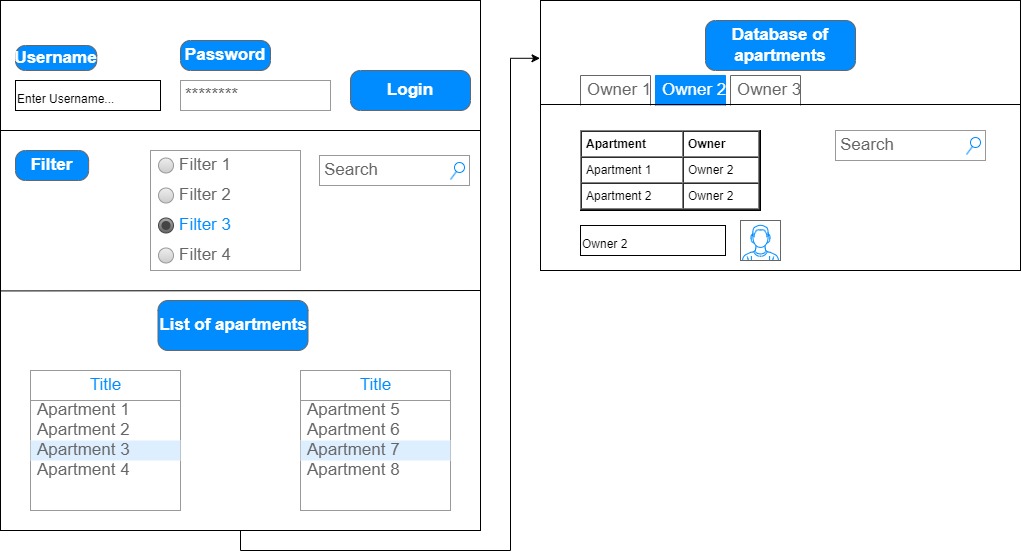 Username
Password
Enter Username...
********
Login
Filter
Filter 1
Filter 2
Filter 3
Filter 4
Search
List of apartments
Title
Apartment 1
Apartment 2
Apartment 3
Apartment 4
Title
Apartment 5
Apartment 6
Apartment 7
Apartment 8
Database of
apartments
Owner 1
Owner 2
Owner 3
Apartment Owner
Apartment 1 Owner 2
Apartment 2 Owner 2
Search
Owner 2